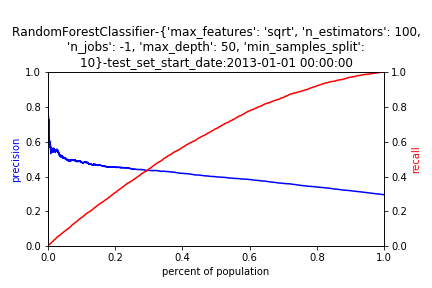 RandomForestClassifier-{'max_features': 'sqrt', 'n_estimators': 100,
'n_jobs': -1, 'max_depth': 50, 'min_samples_split':
10}-test_set_start_date:2013-01-01 00:00:00
1.0 1.0
0.8 0.8
0.6 0.6
precision recall
0.4 0.4
0.2 0.2
0.0 0.0
0.0 0.2 0.4 0.6 0.8 1.0
percent of population